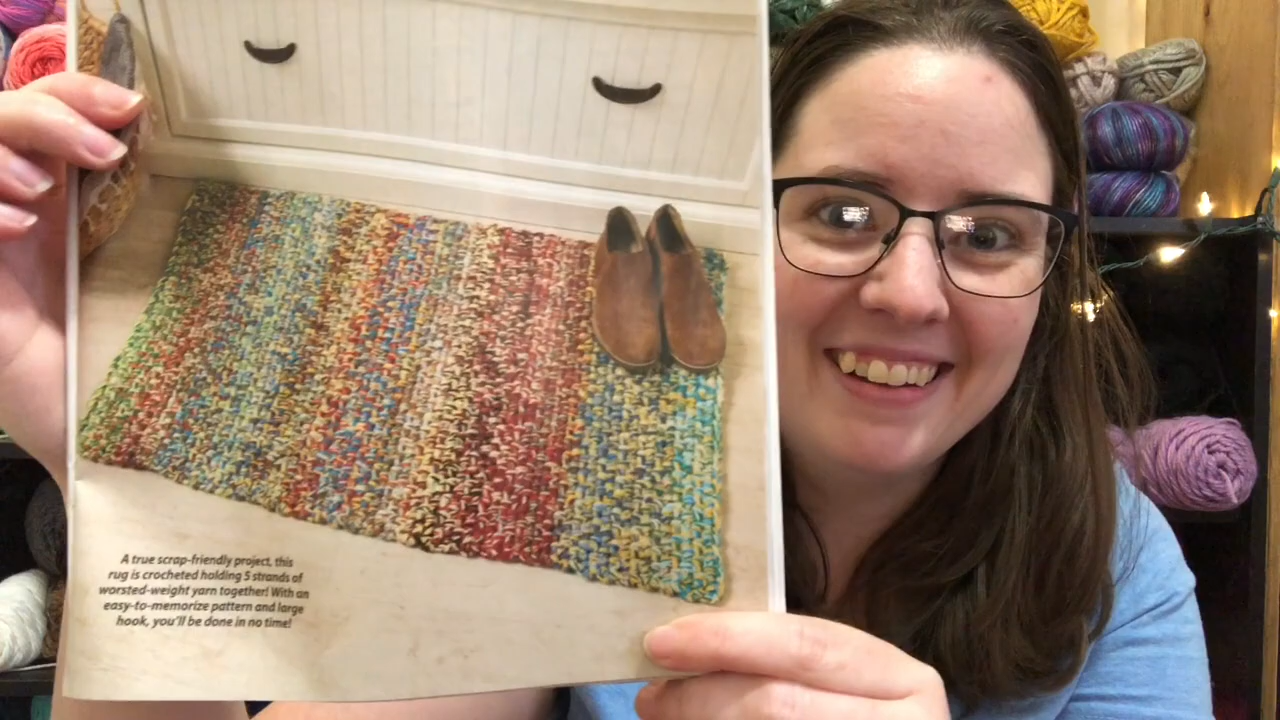 A true scrap-friendly project, this
rug is crocheted holding 5 strands of
worsted-weight yarn together! With an
easy-to-memorize pattern and large
hook, you'll be done in no time!